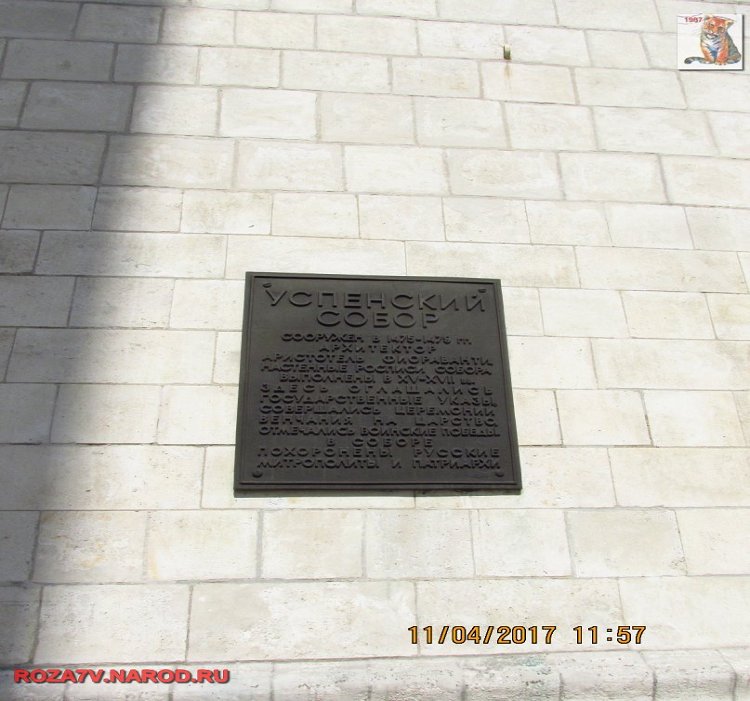 1987
УСПЕНСКИЙ
СОБОР
СООРУЖЕН В 1475-1479 ГГ.
АРХИТЕКТОР
АРИСТОТЕЛЬ ФИОРАВАНТИ.
НАСТЕННЫЕ РОСПИСИ СОБОРА
ВЫПОЛНЕНЫ В XV-XVII ВВ.
ЗДЕСЬ ОГЛАШАЛИСЬ
ГОСУДАРСТВЕННЫЕ УКАЗЫ,
СОВЕРШАЛИСЬ ЦЕРЕМОНИИ
ВЕНЧАНИЯ НА ЦАРСТВО,
ОТМЕЧАЛИСЬ ВОИНСКИЕ ПОБЕДЫ.
В СОБОРЕ
ПОХОРОНЕНЫ РУССКИЕ
МИТРОПОЛИТЫ И ПАТРИАРХИ
11/04/2017 11:57
ROZATV.NAROD.RU